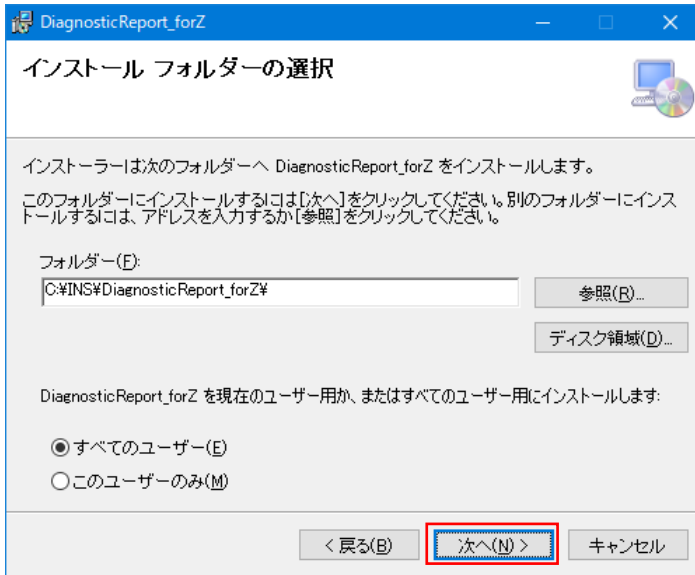 DiagnosticReport_forZ
インストール フォルダーの選択
インストーラーは次のフォルダーへ DiagnosticReport_forZ をインストールします。
このフォルダーにインストールするには[次へ]をクリックしてください。別のフォルダーにインス
トールするには、アドレスを入力するか[参照]をクリックしてください。
フォルダー(F):
C:¥INS¥DiagnosticReport_forZ¥
参照(R)...
ディスク領域(D)...
DiagnosticReport_forZ を現在のユーザー用か、またはすべてのユーザー用にインストールします:
すべてのユーザー(E)
このユーザーのみ(M)
< 戻る(B)
次へ(N) >
キャンセル